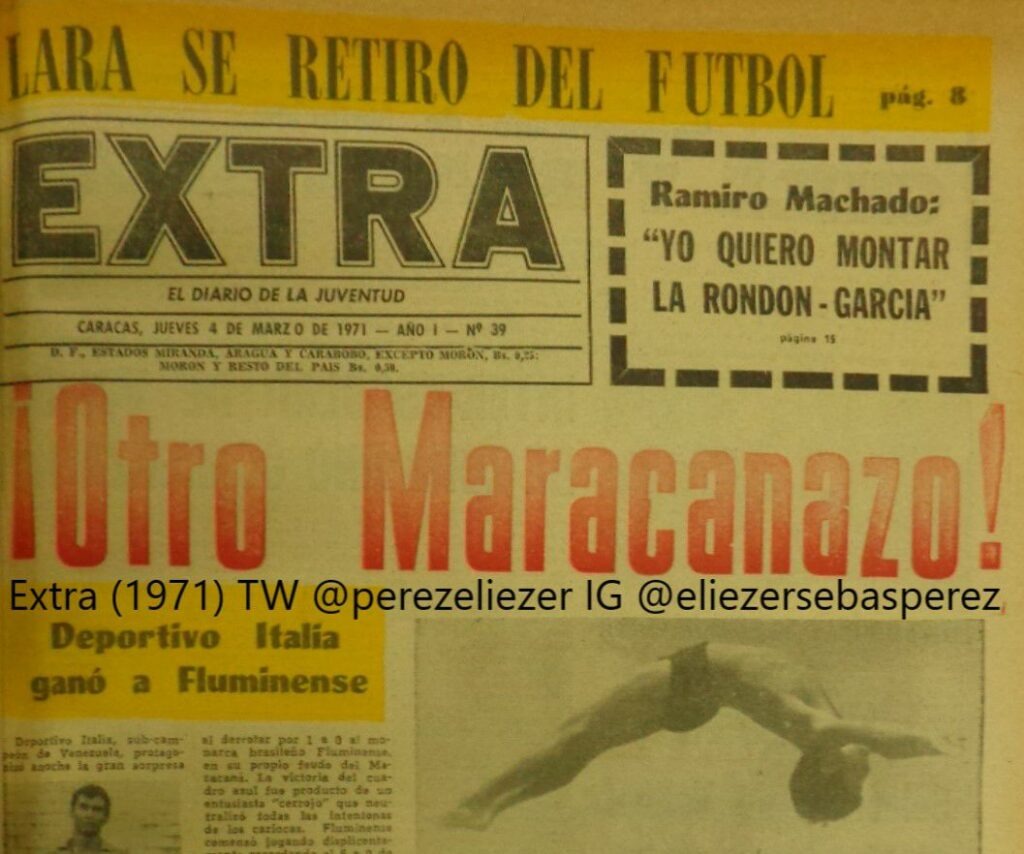 LARA SE RETIRO DEL FUTBOL pág. 8
EXTRA
EL DIARIO DE LA JUVENTUD
CARACAS, JUEVES 4 DE MARZO DE 1971 — AÑO I — Nº 39
D. F., ESTADOS MIRANDA, ARAGUA Y CARABOBO, EXCEPTO MORON, Bs. 0,25:
MORON Y RESTO DEL PAIS Bs. 0,30.
Ramiro Machado:
“YO QUIERO MONTAR
LA RONDON-GARCIA”
página 15
¡Otro Maracanazo!
Extra (1971) TW @perezeliezer IG @eliezersebasperez
Deportivo Italia
ganó a Fluminense
Deportivo Italia, sub-cam-
peón de Venezuela, protago-
nizó anoche la gran sorpresa
al derrotar por 1 a 0 al mo-
narca brasileño Fluminense,
en su propio feudo del Ma-
racaná. La victoria del cua-
dro azul fue producto de un
entusiasta "cerrojo" que neu-
tralizó todas las intentonas
de los cariocas. Fluminense
comenzó jugando displicente-